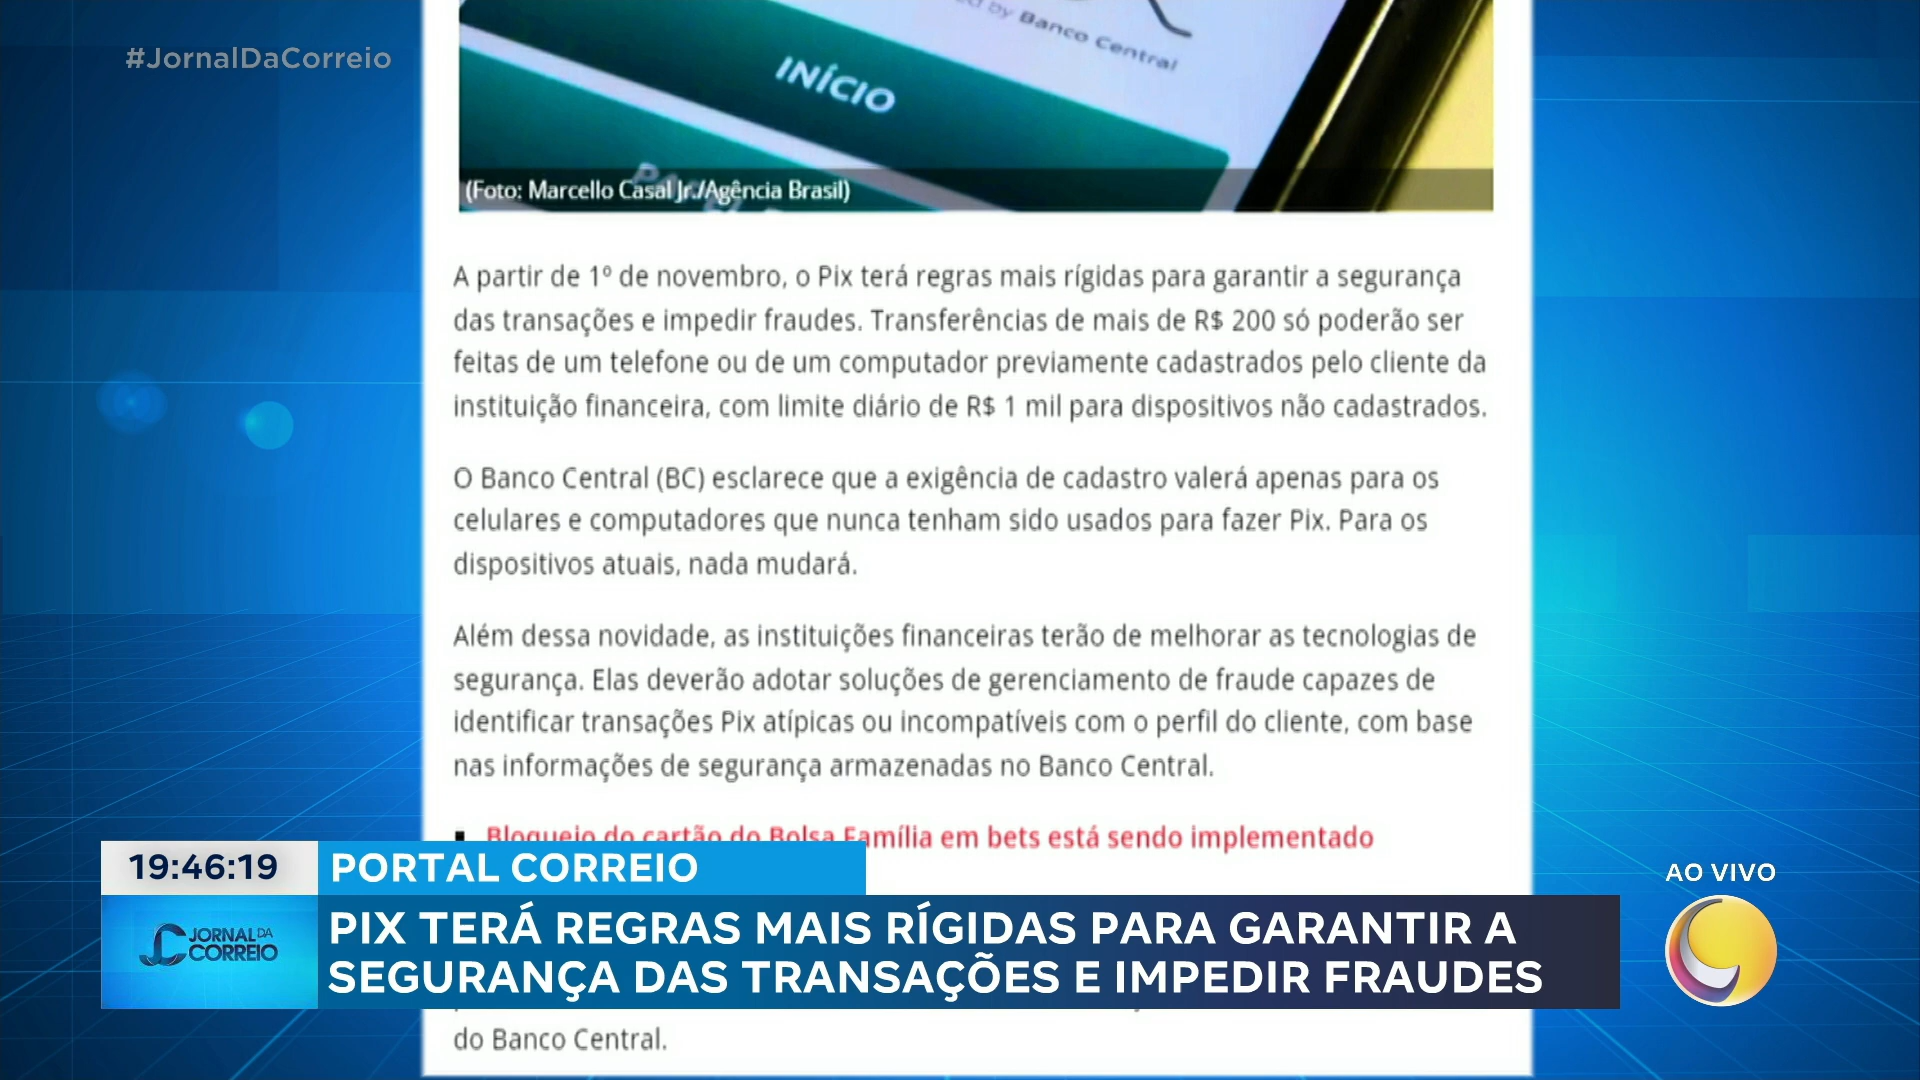 #JornalDaCorreio
by Banco Central
INÍCIO
(Foto: Marcello Casal Jr./Agência Brasil)
A partir de 1º de novembro, o Pix terá regras mais rígidas para garantir a segurança
das transações e impedir fraudes. Transferências de mais de R$ 200 só poderão ser
feitas de um telefone ou de um computador previamente cadastrados pelo cliente da
instituição financeira, com limite diário de R$ 1 mil para dispositivos não cadastrados.
O Banco Central (BC) esclarece que a exigência de cadastro valerá apenas para os
celulares e computadores que nunca tenham sido usados para fazer Pix. Para os
dispositivos atuais, nada mudará.
Além dessa novidade, as instituições financeiras terão de melhorar as tecnologias de
segurança. Elas deverão adotar soluções de gerenciamento de fraude capazes de
identificar transações Pix atípicas ou incompatíveis com o perfil do cliente, com base
nas informações de segurança armazenadas no Banco Central.
Bloqueio do cartão do Bolsa Família em bets está sendo implementado
19:46:19
PORTAL CORREIO
AO VIVO
JORNAL DA
CORREIO
PIX TERÁ REGRAS MAIS RÍGIDAS PARA GARANTIR A
SEGURANÇA DAS TRANSAÇÕES E IMPEDIR FRAUDES
do Banco Central.